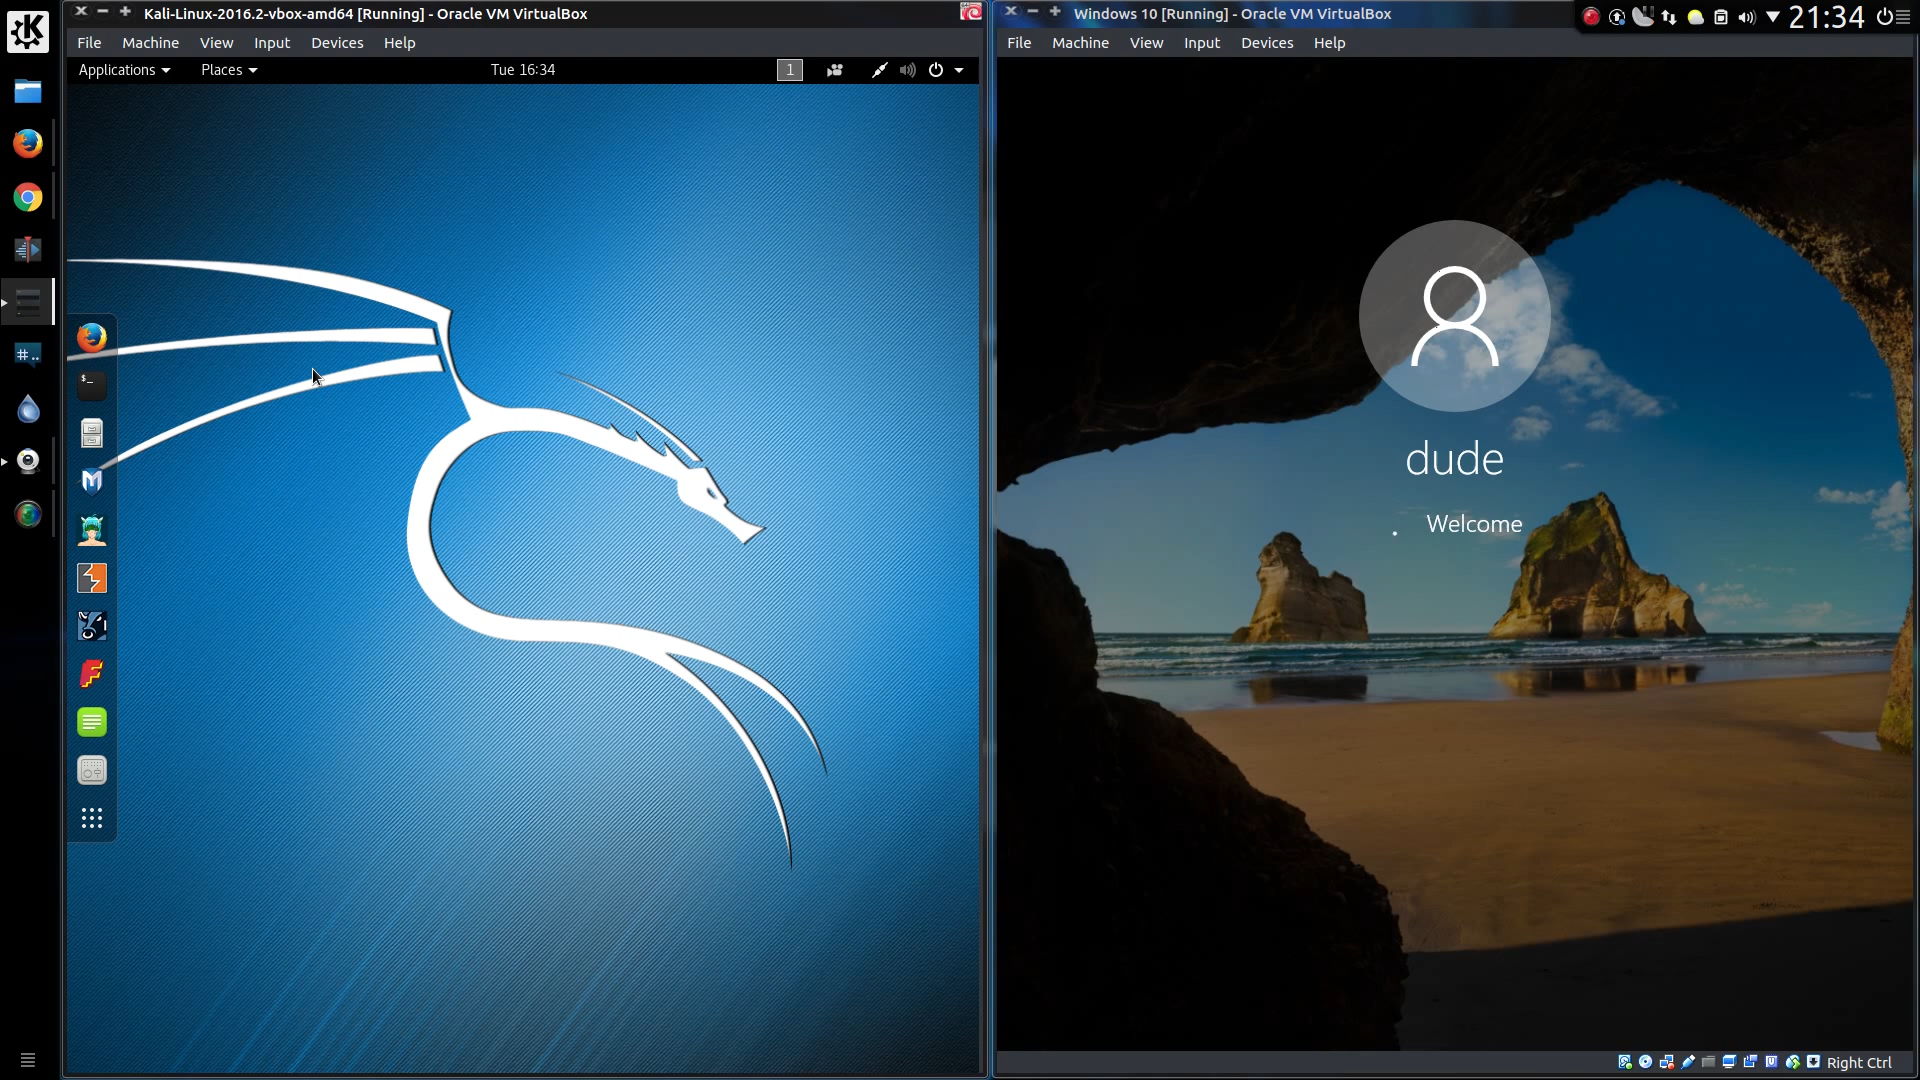 Kali-Linux-2016.2-vbox-amd64 [Running] - Oracle VM VirtualBox
File Machine View Input Devices Help
Applications Places Tue 16:34 1
Windows 10 [Running] - Oracle VM VirtualBox
21:34
File Machine View Input Devices Help
dude
Welcome
Right Ctrl